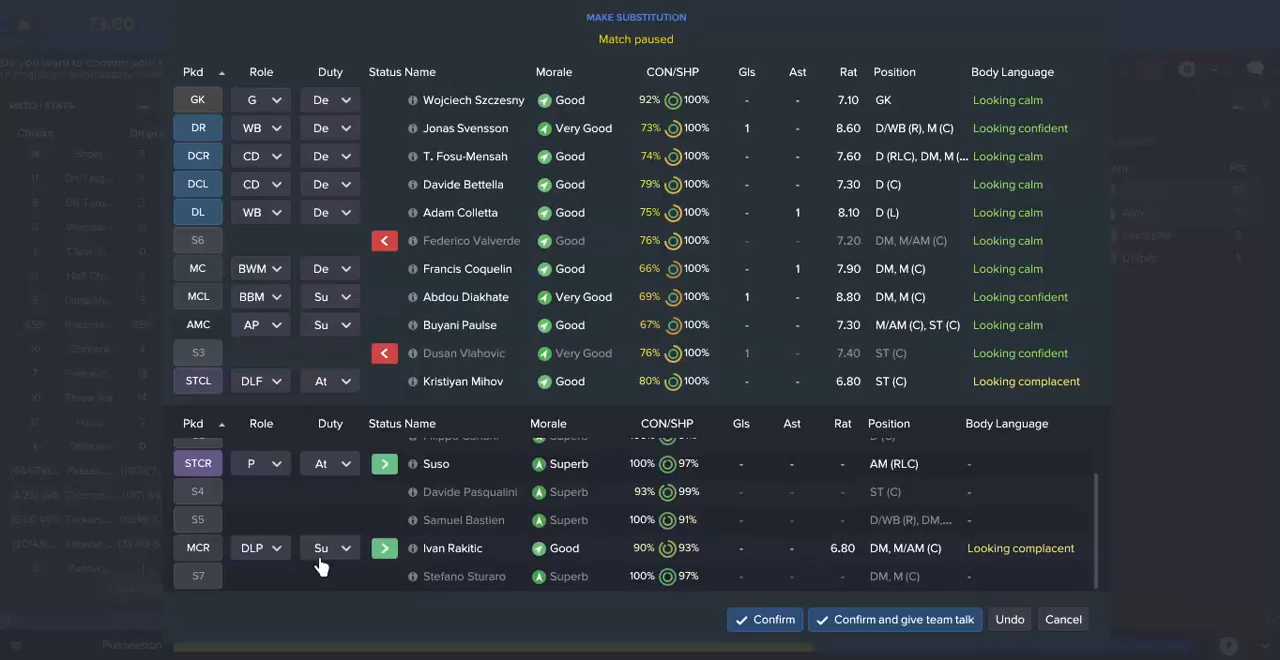 MAKE SUBSTITUTION
73:00
Match paused
Pkd Role Duty Status Name Morale CON/SHP Gls Ast Rat Position Body Language
GK G De Wojciech Szczesny Good 92% 100% - - 7.10 GK Looking calm
DR WB De Jonas Svensson Very Good 73% 100% 1 - 8.60 D/WB (R), M (C) Looking confident
DCR CD De T. Fosu-Mensah Good 74% 100% - - 7.60 D (RLC), DM, M (... Looking calm
DCL CD De Davide Bettella Good 79% 100% - - 7.30 D (C) Looking calm
DL WB De Adam Colletta Good 75% 100% - 1 8.10 D (L) Looking calm
S6 < Federico Valverde Good 76% 100% - - 7.20 DM, M/AM (C) Looking calm
MC BWM De Francis Coquelin Good 66% 100% - 1 7.90 DM, M (C) Looking calm
MCL BBM Su Abdou Diakhate Very Good 69% 100% 1 - 8.80 DM, M (C) Looking confident
AMC AP Su Buyani Paulse Good 67% 100% - - 7.30 M/AM (C), ST (C) Looking calm
S3 < Dusan Vlahovic Very Good 76% 100% 1 - 7.40 ST (C) Looking confident
STCL DLF At Kristiyan Mihov Good 80% 100% - - 6.80 ST (C) Looking complacent
Pkd Role Duty Status Name Morale CON/SHP Gls Ast Rat Position Body Language
STCR P At > Suso Superb 100% 97% - - - AM (RLC) -
S4 Davide Pasqualini Superb 93% 99% - - - ST (C) -
S5 Samuel Bastien Superb 100% 91% - - - D/WB (R), DM,... -
MCR DLP Su > Ivan Rakitic Good 90% 93% - - 6.80 DM, M/AM (C) Looking complacent
S7 Stefano Sturaro Superb 100% 97% - - - DM, M (C) -
Confirm Confirm and give team talk Undo Cancel
MATCH STATS
Possession